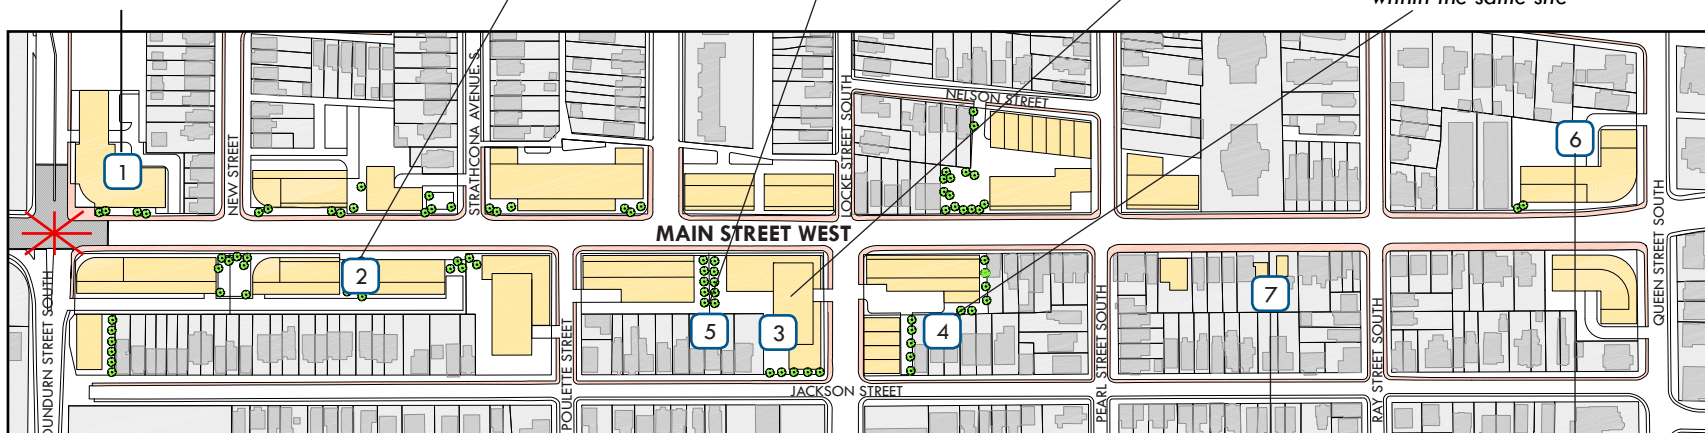 within the same site
NELSON STREET
STRATHCONA AVENUE. S.
LOCKE STREET SOUTH
NEW STREET
1
6
MAIN STREET WEST
QUEEN STREET SOUTH
2
7
5
3
4
DUNDURN STREET SOUTH
POULETTE STREET
PEARL STREET SOUTH
RAY STREET SOUTH
JACKSON STREET